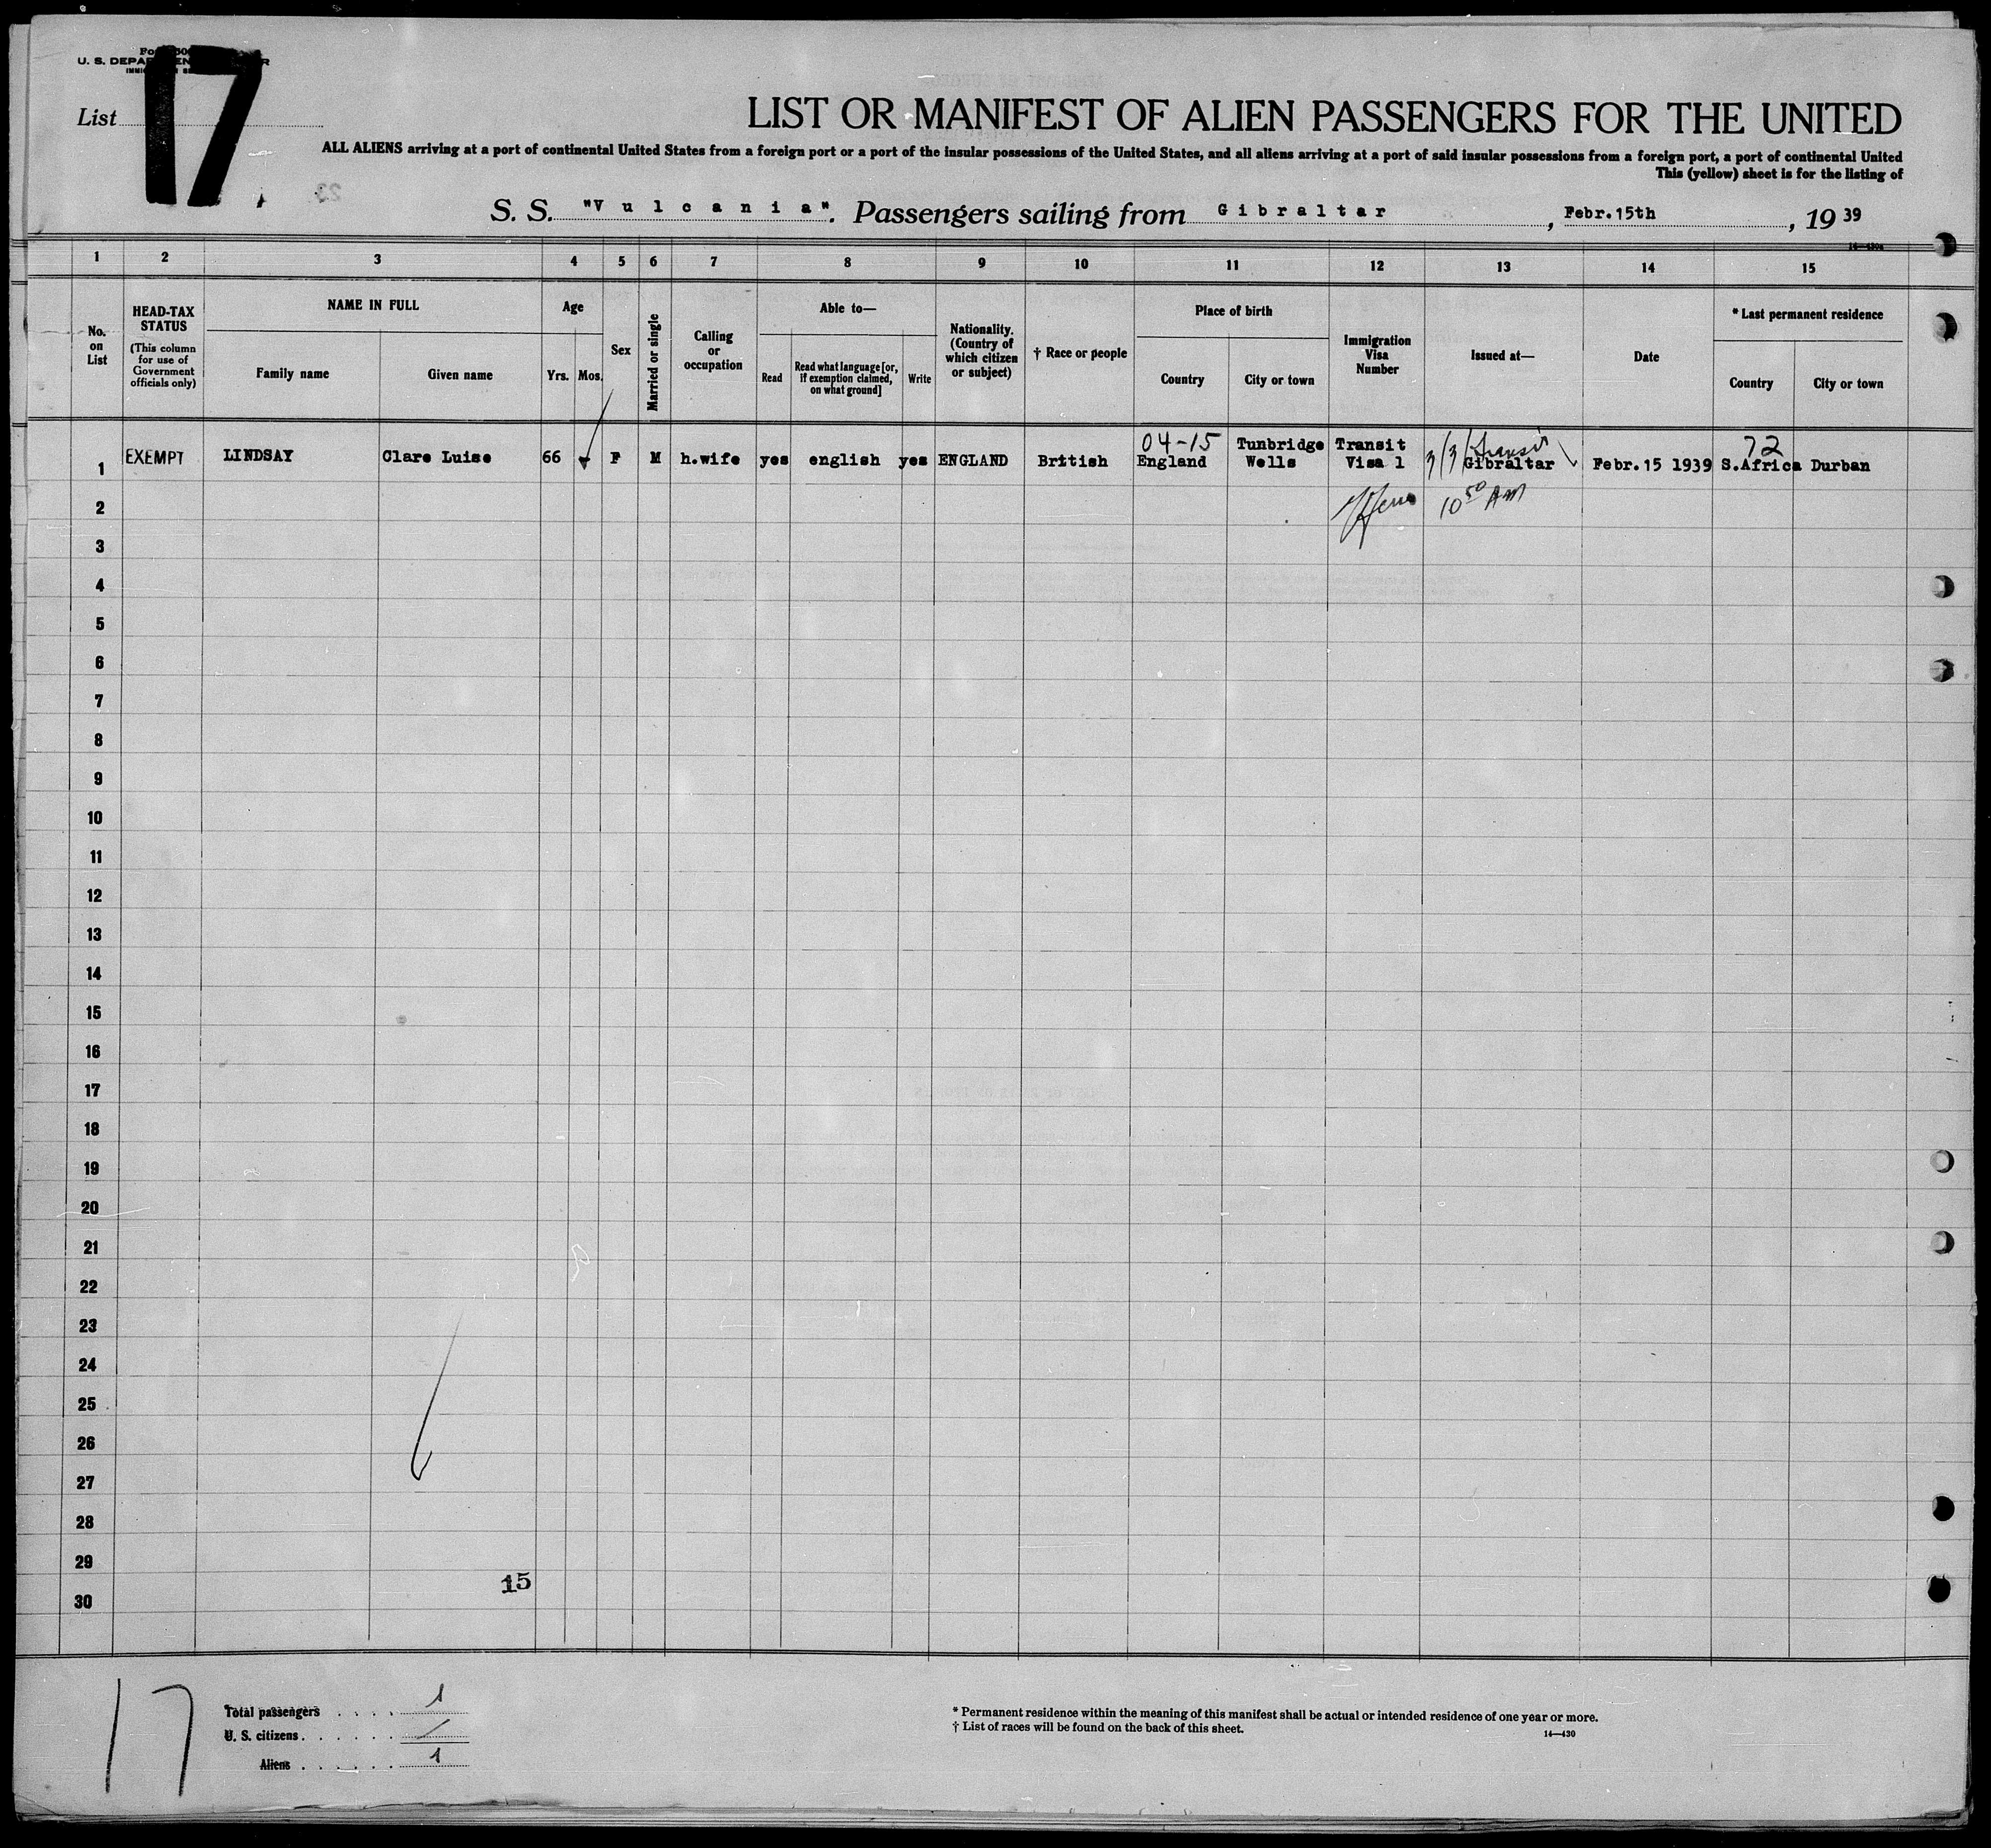 U. S. DEPAR
List 17
LIST OR MANIFEST OF ALIEN PASSENGERS FOR THE UNITED
ALL ALIENS arriving at a port of continental United States from a foreign port or a port of the insular possessions of the United States, and all aliens arriving at a port of said insular possessions from a foreign port, a port of continental United
This (yellow) sheet is for the listing of
S. S. "Vulcania". Passengers sailing from Gibraltar, Febr.15th, 19 39
1 2 3 4 5 6 7 8 9 10 11 12 13 14 15
No. on List
HEAD-TAX STATUS
(This column for use of Government officials only)
NAME IN FULL
Family name Given name
Age
Yrs. Mos.
Sex
Married or single
Calling or occupation
Able to—
Read
Read what language [or, if exemption claimed, on what ground]
Write
Nationality. (Country of which citizen or subject)
† Race or people
Place of birth
Country City or town
Immigration Visa Number
Issued at—
Date
* Last permanent residence
Country City or town
04-15 Tunbridge Transit 3/3 Transit 72
1 EXEMPT LINDSAY Clare Luise 66 F M h.wife yes english yes ENGLAND British England Wells Visa 1 Gibraltar Febr.15 1939 S.Africa Durban
2 10 50 AM
3
4
5
6
7
8
9
10
11
12
13
14
15
16
17
18
19
20
21
22
23
24
25
26
27
28
29
15
30
17
Total passengers . . . . 1
U. S. citizens . . . . . . /
Aliens . . . . . . 1
* Permanent residence within the meaning of this manifest shall be actual or intended residence of one year or more.
† List of races will be found on the back of this sheet.
14—430